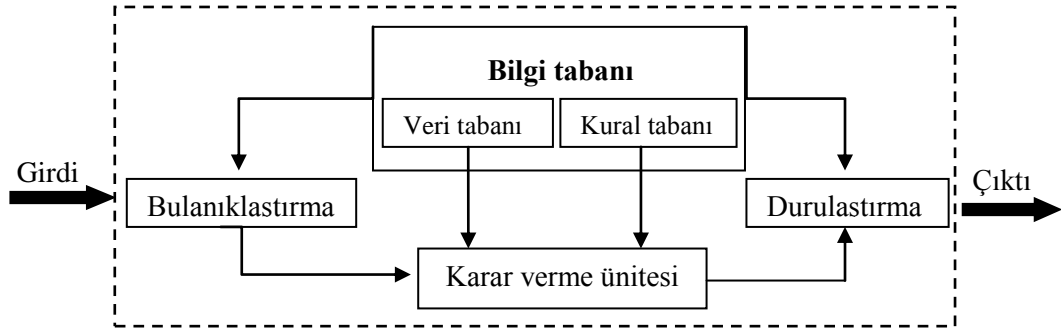 Bilgi tabanı
Veri tabanı
Kural tabanı
Girdi
Bulanıklastırma
Durulastırma
Çıktı
Karar verme ünitesi